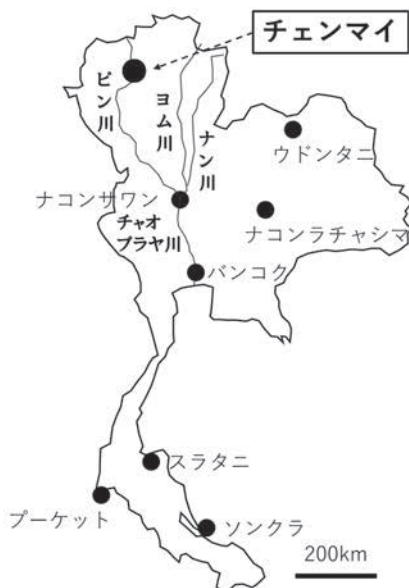 チェンマイ
ピン川
ヨム川
ナン川
ウドンタニ
ナコンサワン
チャオ
プラヤ川
ナコンラチャシマ
バンコク
スラタニ
プーケット
ソンクラ
200km